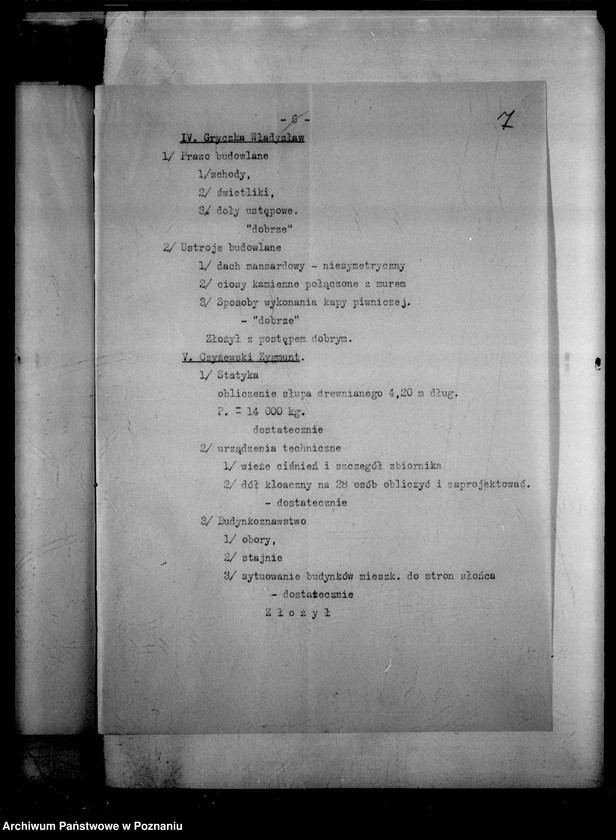 - 6 -
7
IV. Gryczka Władysław
1/ Prawo budowlane
1/schody,
2/ świetliki,
3/ doły ustępowe.
"dobrze"
2/ Ustroje budowlane
1/ dach mansardowy - niesymetryczny
2/ ciosy kamienne połączone z murem
3/ Sposoby wykonania kapy piwniczej.
- "dobrze"
Złożył z postępem dobrym.
V. Czyżewski Zygmunt.
1/ Statyka
obliczenie słupa drewnianego 4,20 m dług.
P. = 14 000 kg.
dostatecznie
2/ urządzenia techniczne
1/ wieże ciśnień i szczegół zbiornika
2/ dół kloaczny na 28 osób obliczyć i zaprojektować.
- dostatecznie
3/ Budynkoznawstwo
1/ obory,
2/ stajnie
3/ sytuowanie budynków mieszk. do stron słońca
- dostatecznie
Z ł o ż y ł
Archiwum Państwowe w Poznaniu